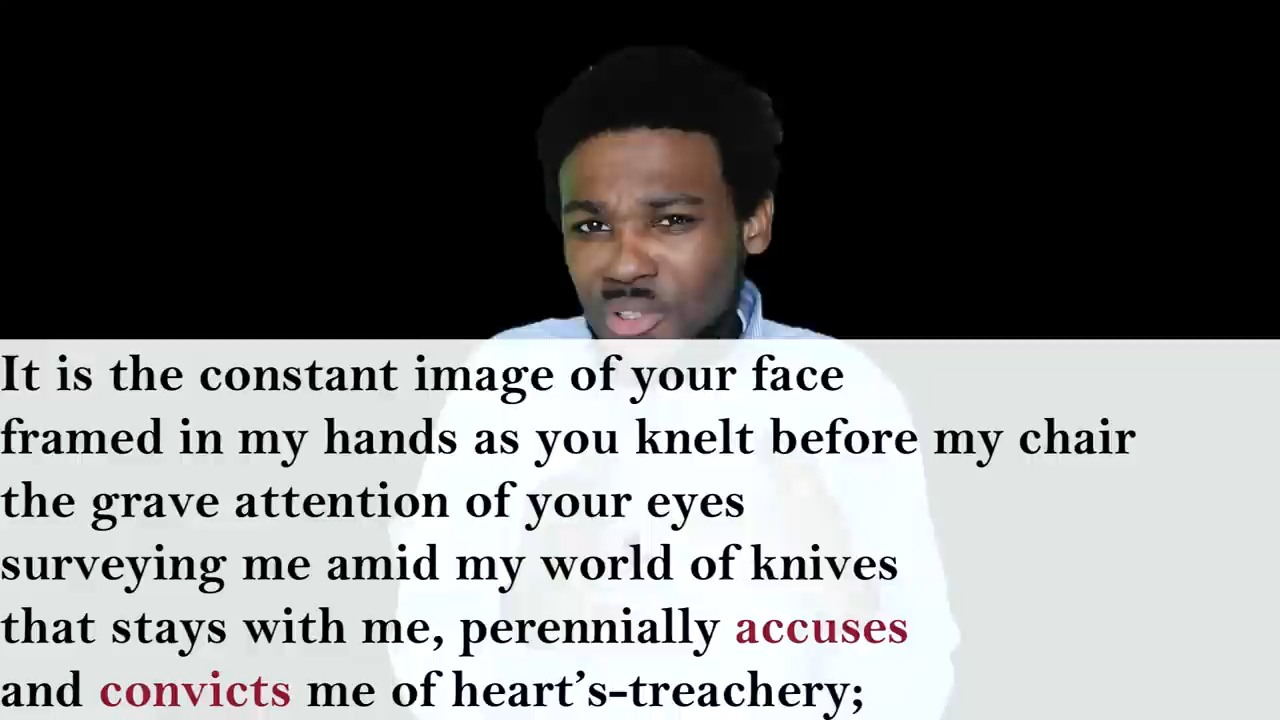 It is the constant image of your face
framed in my hands as you knelt before my chair
the grave attention of your eyes
surveying me amid my world of knives
that stays with me, perennially accuses
and convicts me of heart’s-treachery;